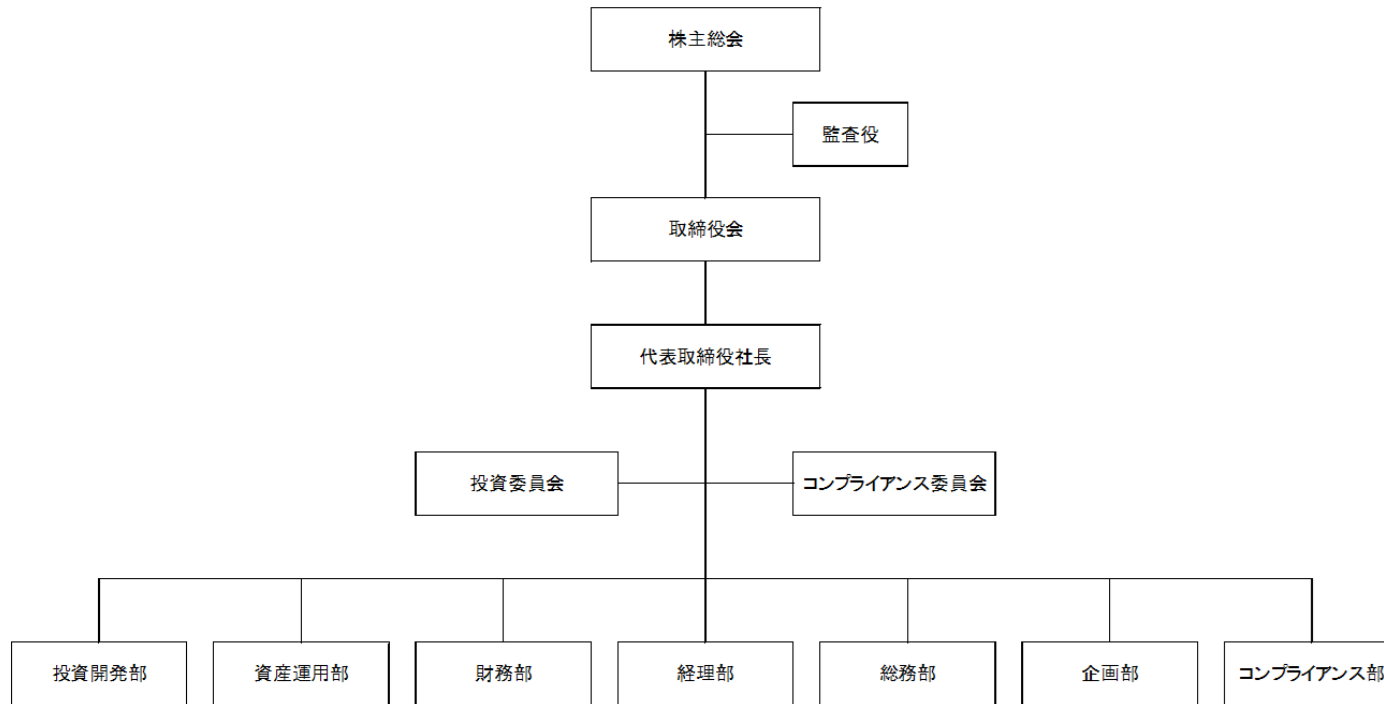 株主総会
監査役
取締役会
代表取締役社長
投資委員会
コンプライアンス委員会
投資開発部
資産運用部
財務部
経理部
総務部
企画部
コンプライアンス部